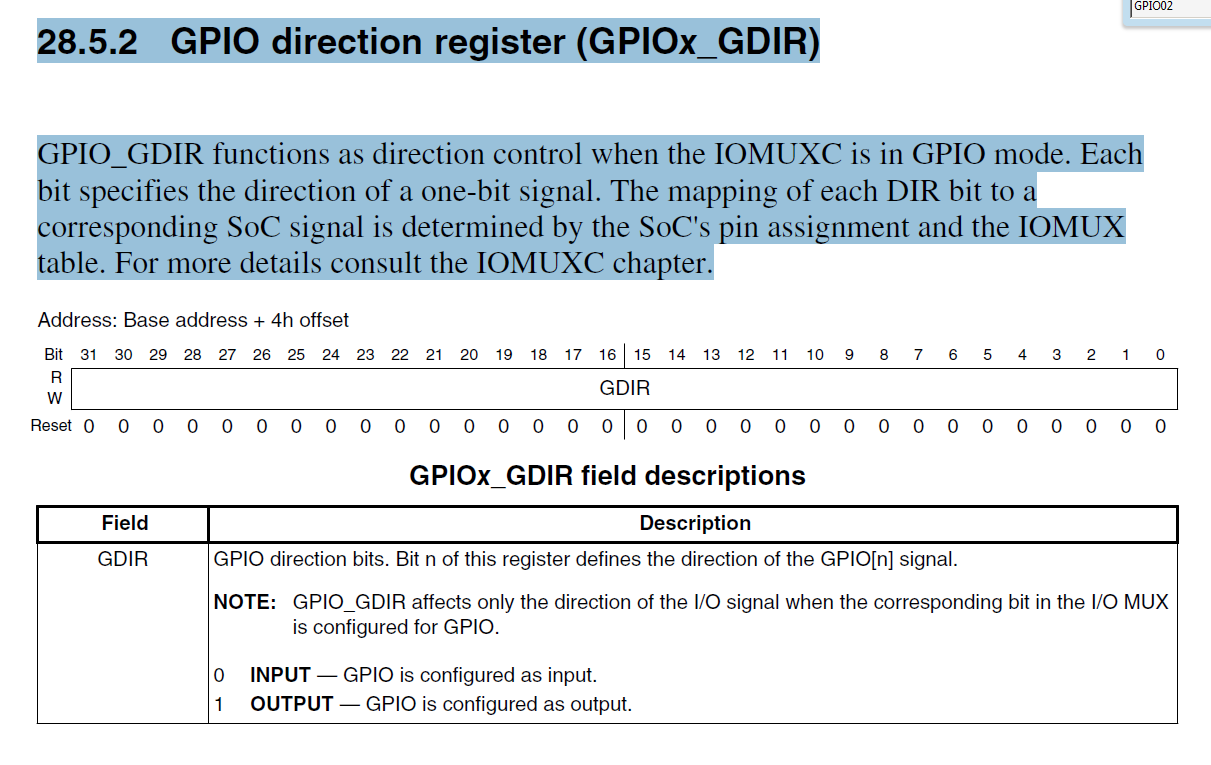 GPIO02
28.5.2 GPIO direction register (GPIOx_GDIR)
GPIO_GDIR functions as direction control when the IOMUXC is in GPIO mode. Each
bit specifies the direction of a one-bit signal. The mapping of each DIR bit to a
corresponding SoC signal is determined by the SoC's pin assignment and the IOMUX
table. For more details consult the IOMUXC chapter.
Address: Base address + 4h offset
Bit 31 30 29 28 27 26 25 24 23 22 21 20 19 18 17 16 15 14 13 12 11 10 9 8 7 6 5 4 3 2 1 0
R
GDIR
W
Reset 0 0 0 0 0 0 0 0 0 0 0 0 0 0 0 0 0 0 0 0 0 0 0 0 0 0 0 0 0 0 0 0
GPIOx_GDIR field descriptions
Field Description
GDIR GPIO direction bits. Bit n of this register defines the direction of the GPIO[n] signal.
NOTE: GPIO_GDIR affects only the direction of the I/O signal when the corresponding bit in the I/O MUX
is configured for GPIO.
0 INPUT — GPIO is configured as input.
1 OUTPUT — GPIO is configured as output.